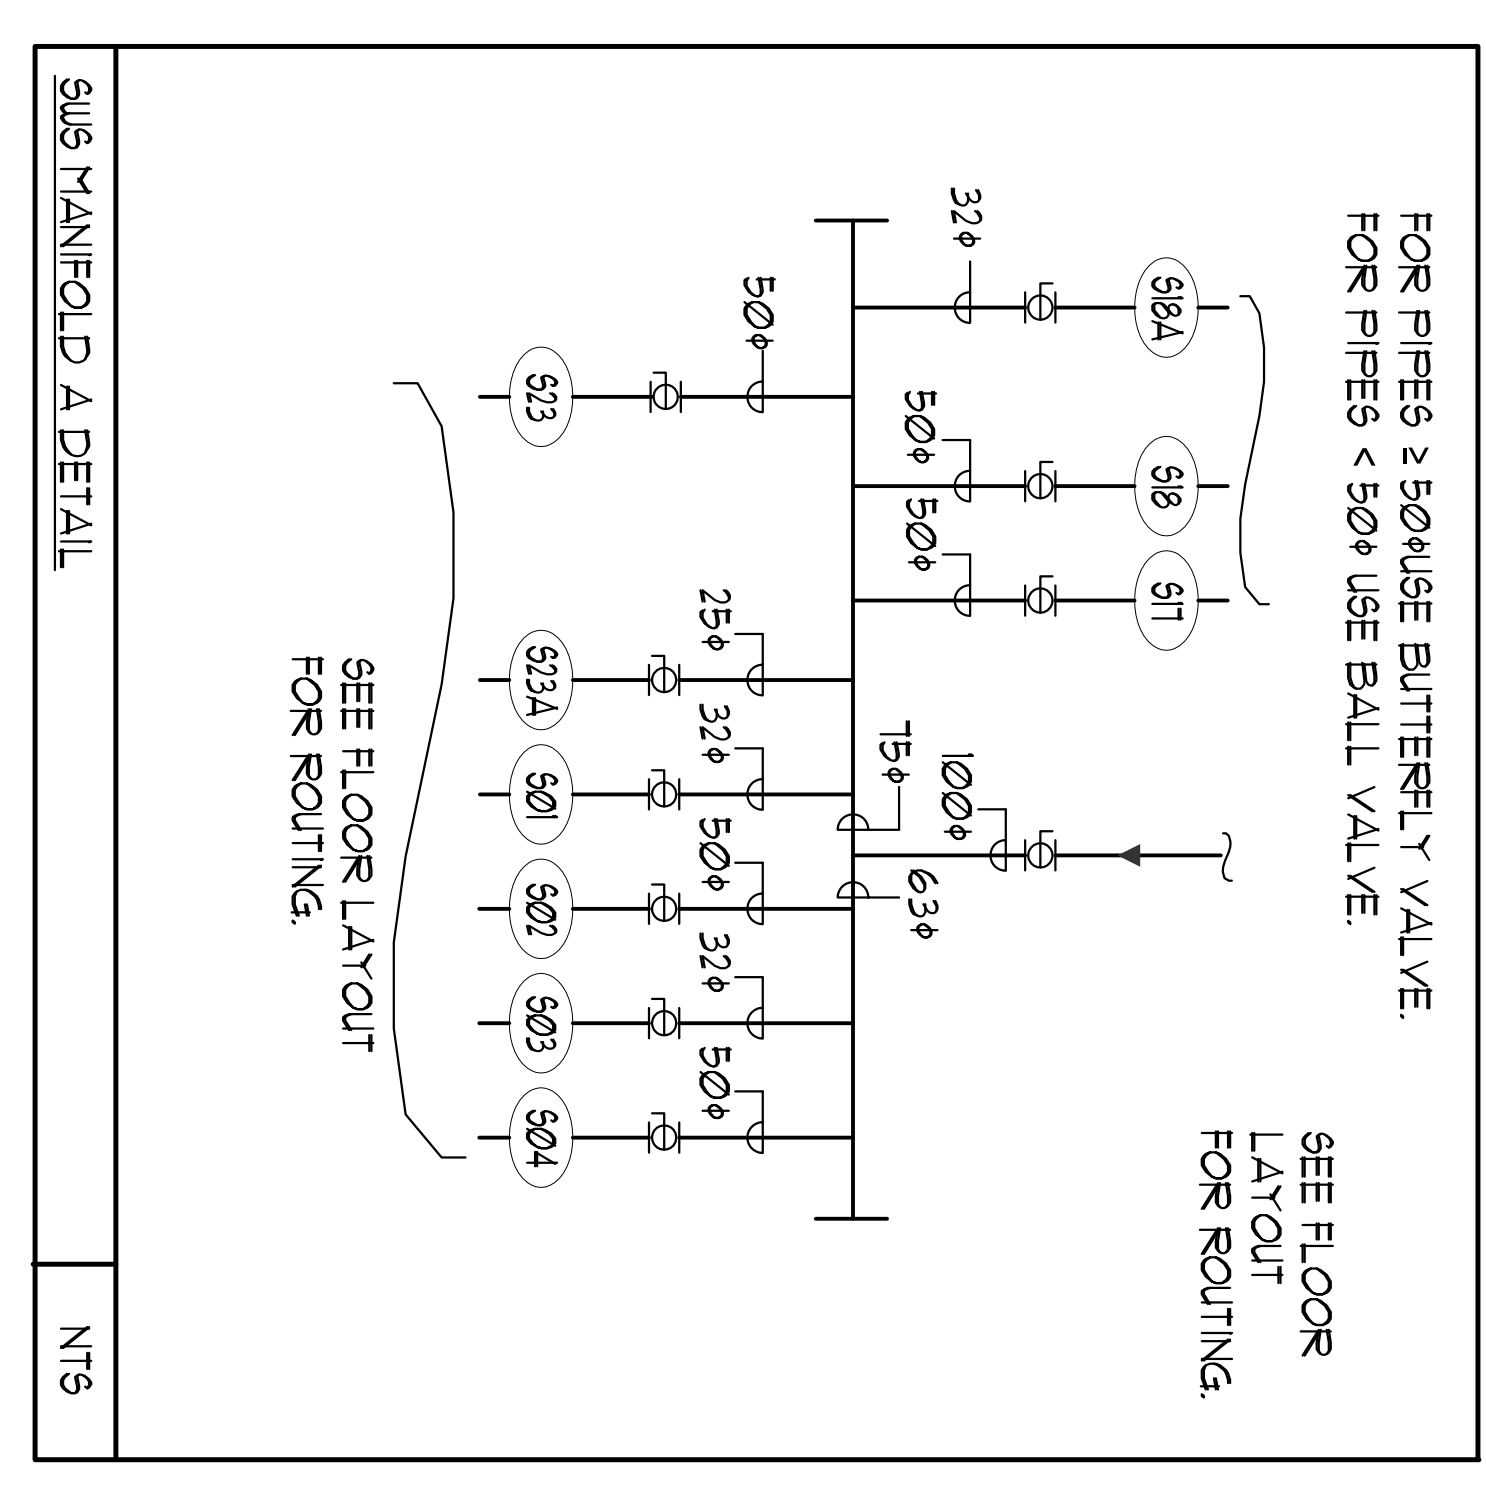 FOR PIPES ≥ 50ϕ USE BUTTERFLY VALVE.
FOR PIPES < 50ϕ USE BALL VALVE.
SEE FLOOR
LAYOUT
FOR ROUTING.
S18A
S18
S17
32ϕ
50ϕ
50ϕ
100ϕ
75ϕ
63ϕ
50ϕ
25ϕ
32ϕ
50ϕ
32ϕ
50ϕ
S23
S23A
S01
S02
S03
S04
SEE FLOOR LAYOUT
FOR ROUTING.
SWS MANIFOLD A DETAIL
NTS